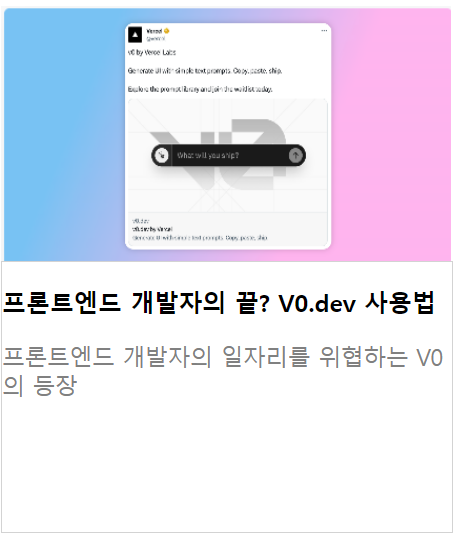 Vercel
@vercel
v0 by Vercel Labs
Generate UI with simple text prompts. Copy, paste, ship.
Explore the prompt library and join the waitlist today.
What will you ship?
v0.dev
v0.dev by Vercel
Generate UI with simple text prompts. Copy, paste, ship.
프론트엔드 개발자의 끝? V0.dev 사용법
프론트엔드 개발자의 일자리를 위협하는 V0
의 등장